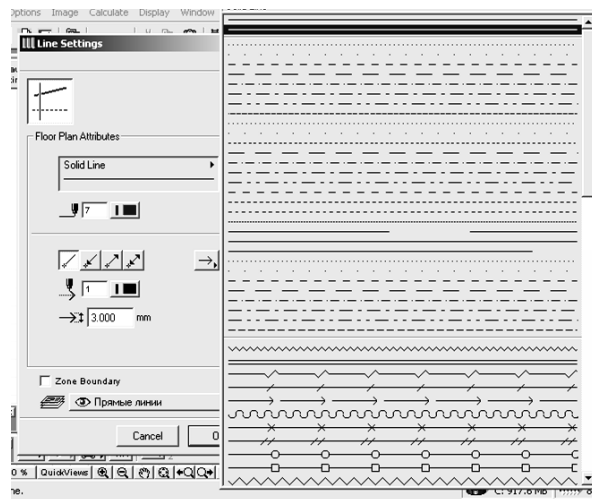 Options Image Calculate Display Window
Line Settings
Floor Plan Attributes
Solid Line
7
1
3.000 mm
Zone Boundary
Прямые линии
Cancel
0 % QuickViews
C: 917.6 MB